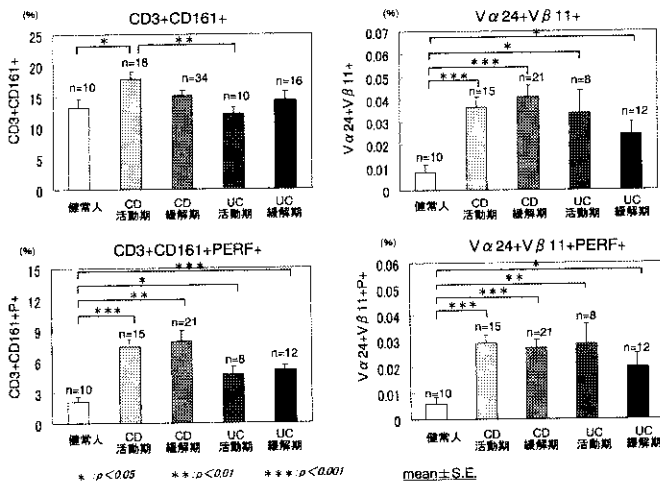 CD3+CD161+
(%)
CD3+CD161+
25
20
15
10
5
0
*
**
n=10
n=18
n=34
n=10
n=16
健常人
CD
活動期
CD
緩解期
UC
活動期
UC
緩解期
Vα24+Vβ11+
(%)
Vα24+Vβ11+
0.07
0.06
0.05
0.04
0.03
0.02
0.01
0
*
*
***
***
n=10
n=15
n=21
n=8
n=12
健常人
CD
活動期
CD
緩解期
UC
活動期
UC
緩解期
CD3+CD161+PERF+
(%)
CD3+CD161+P+
15
12
9
6
3
0
***
*
**
***
n=10
n=15
n=21
n=8
n=12
健常人
CD
活動期
CD
緩解期
UC
活動期
UC
緩解期
Vα24+Vβ11+PERF+
(%)
Vα24+Vβ11+P+
0.06
0.05
0.04
0.03
0.02
0.01
0
*
**
***
***
n=10
n=15
n=21
n=8
n=12
健常人
CD
活動期
CD
緩解期
UC
活動期
UC
緩解期
* :p<0.05 ** :p<0.01 *** :p<0.001 mean±S.E.